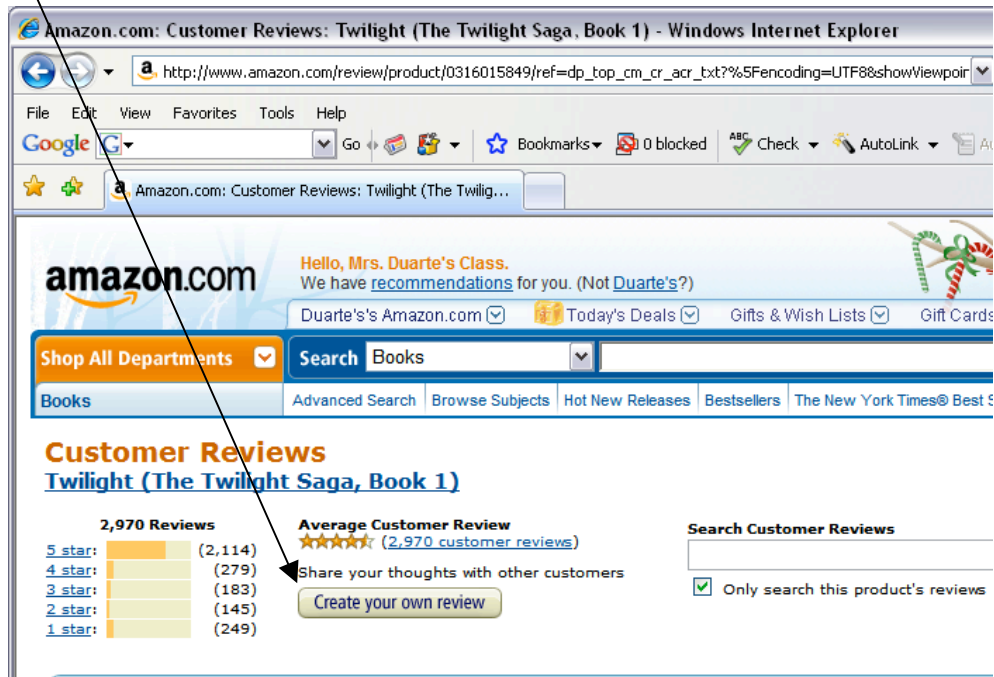 Amazon.com: Customer Reviews: Twilight (The Twilight Saga, Book 1) - Windows Internet Explorer
http://www.amazon.com/review/product/0316015849/ref=dp_top_cm_cr_acr_txt?%5Fencoding=UTF8&showViewpoin
File Edit View Favorites Tools Help
Google G Go Bookmarks 0 blocked ABC Check AutoLink
Amazon.com: Customer Reviews: Twilight (The Twilig...
amazon.com
Hello, Mrs. Duarte's Class.
We have recommendations for you. (Not Duarte's?)
Duarte's's Amazon.com Today's Deals Gifts & Wish Lists Gift Cards
Shop All Departments Search Books
Books Advanced Search Browse Subjects Hot New Releases Bestsellers The New York Times® Best S
Customer Reviews
Twilight (The Twilight Saga, Book 1)
2,970 Reviews
5 star: (2,114)
4 star: (279)
3 star: (183)
2 star: (145)
1 star: (249)
Average Customer Review
(2,970 customer reviews)
Share your thoughts with other customers
Create your own review
Search Customer Reviews
Only search this product's reviews